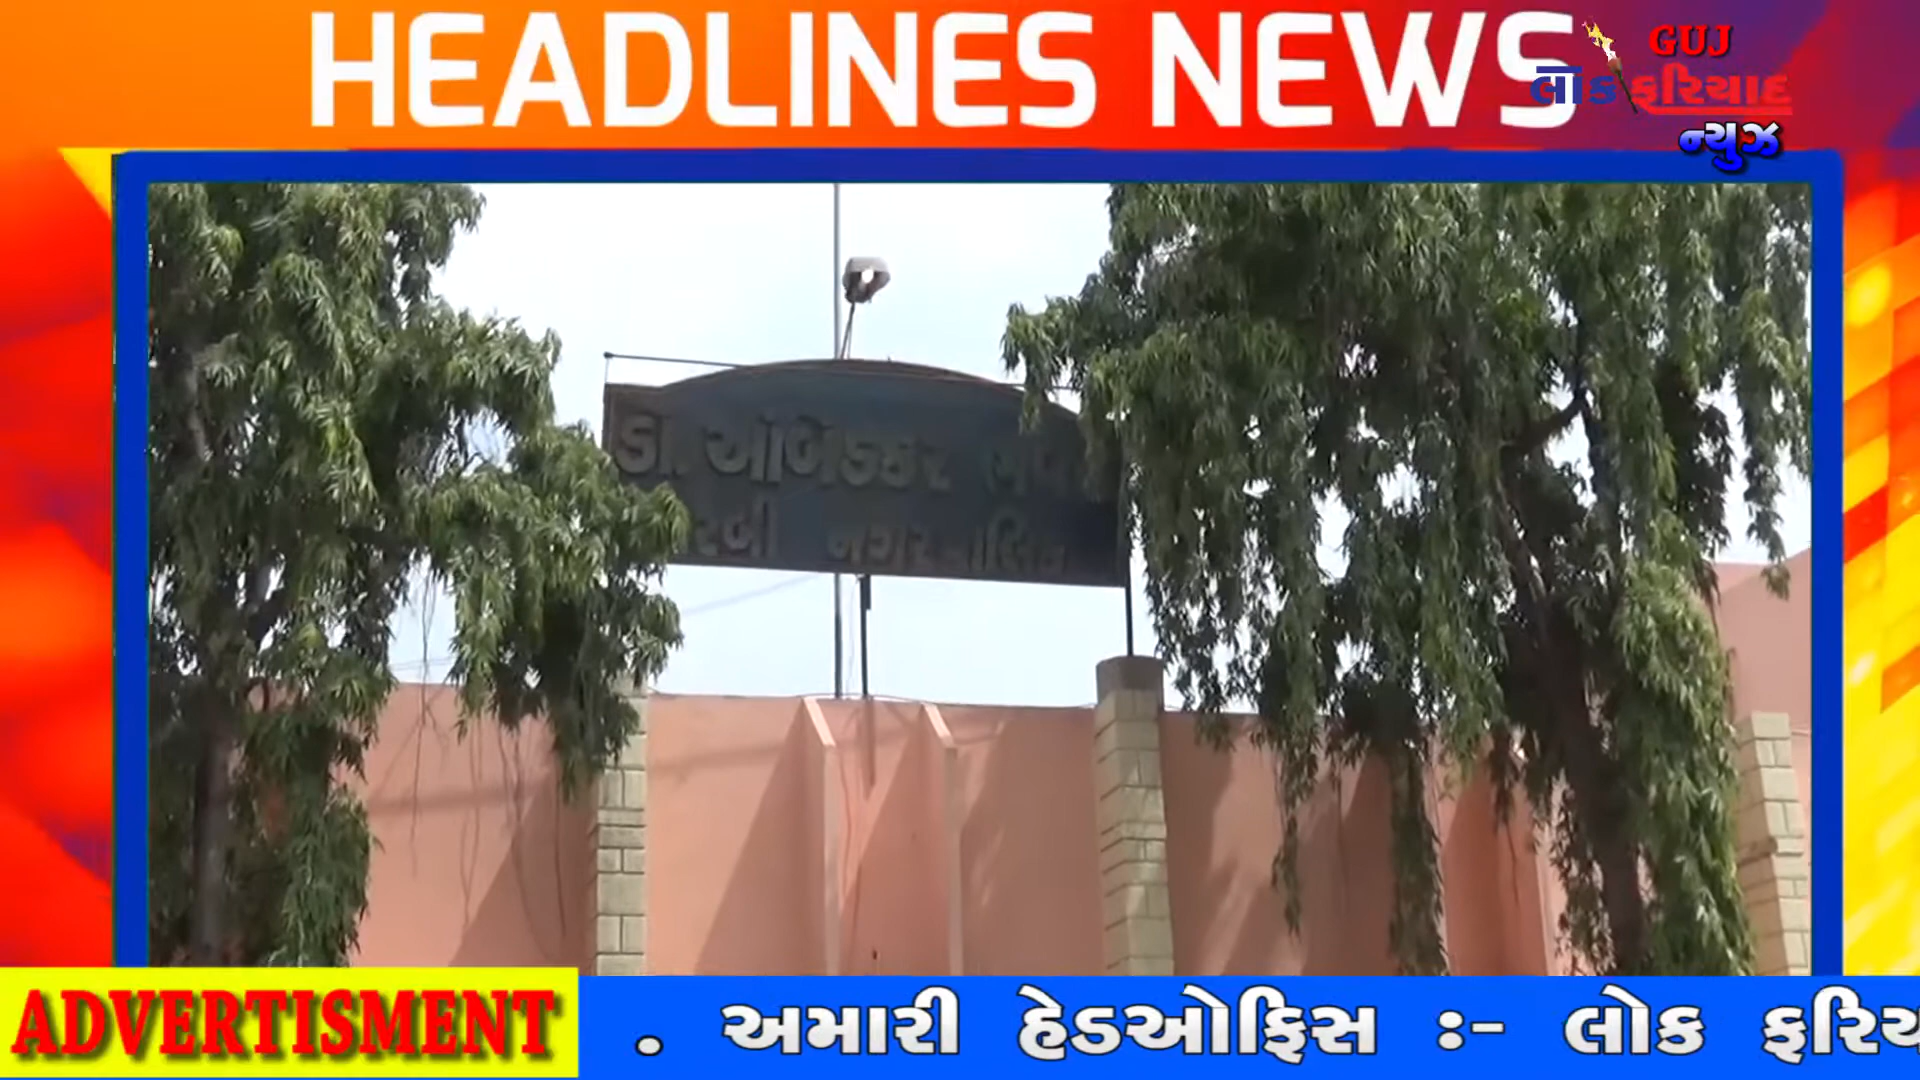 HEADLINES NEWS
GUJ
લોક ફરિયાદ
ન્યુઝ
ડૉ. આંબેડકર
નગરપાલિકા
ADVERTISMENT
. અમારી હેડઓફિસ :- લોક